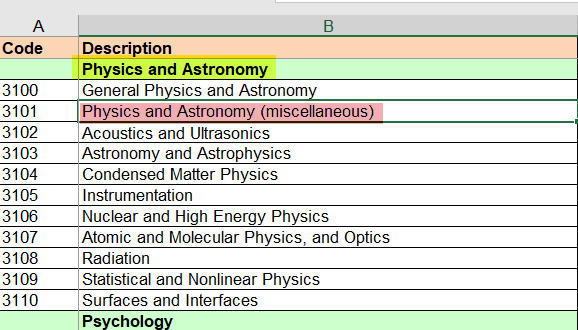 A B
Code Description
Physics and Astronomy
3100 General Physics and Astronomy
3101 Physics and Astronomy (miscellaneous)
3102 Acoustics and Ultrasonics
3103 Astronomy and Astrophysics
3104 Condensed Matter Physics
3105 Instrumentation
3106 Nuclear and High Energy Physics
3107 Atomic and Molecular Physics, and Optics
3108 Radiation
3109 Statistical and Nonlinear Physics
3110 Surfaces and Interfaces
Psychology